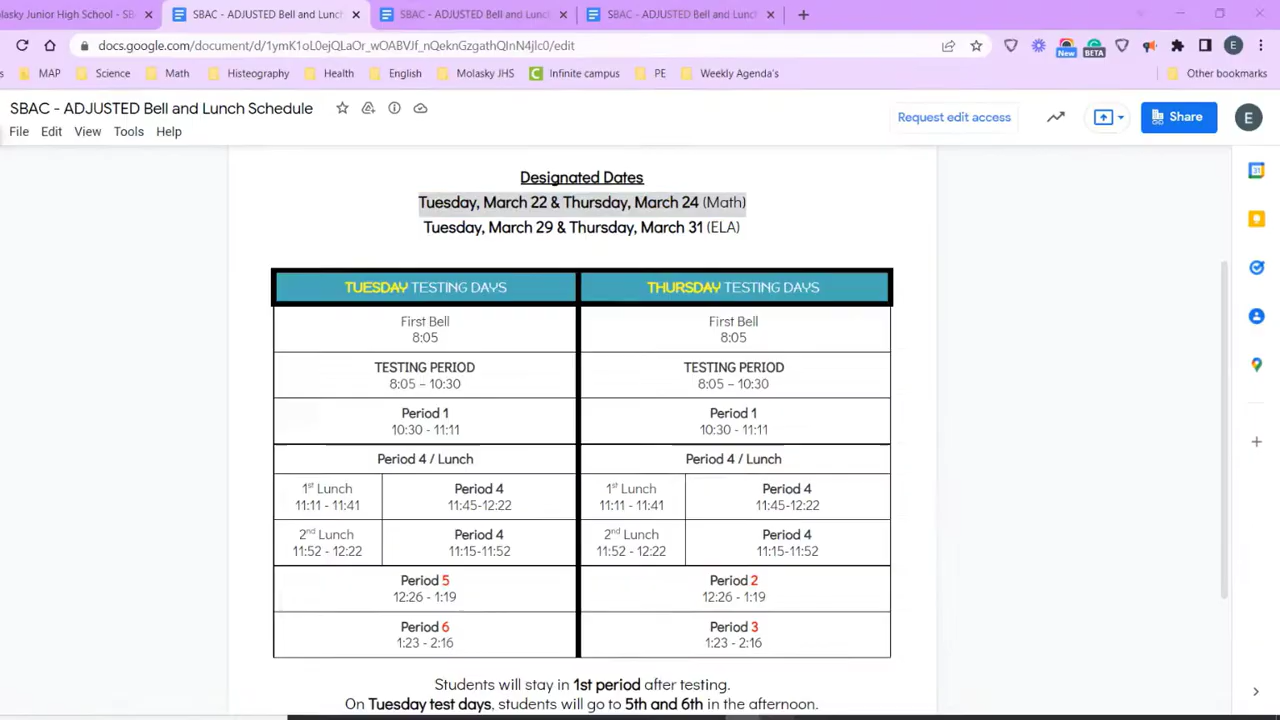 olasky Junior High School - SB
SBAC - ADJUSTED Bell and Lunch
SBAC - ADJUSTED Bell and Lunch
SBAC - ADJUSTED Bell and Lunch
docs.google.com/document/d/1ymK1oL0ejQLaOr_wOABVJf_nQeknGzgathQInN4jlc0/edit
New
BETA
E
s
MAP
Science
Math
Histeography
Health
English
Molasky JHS
Infinite campus
PE
Weekly Agenda's
Other bookmarks
SBAC - ADJUSTED Bell and Lunch Schedule
File Edit View Tools Help
Request edit access
Share
E
31
Designated Dates
Tuesday, March 22 & Thursday, March 24 (Math)
Tuesday, March 29 & Thursday, March 31 (ELA)
TUESDAY TESTING DAYS
THURSDAY TESTING DAYS
First Bell
8:05
First Bell
8:05
TESTING PERIOD
8:05 – 10:30
TESTING PERIOD
8:05 – 10:30
Period 1
10:30 - 11:11
Period 1
10:30 - 11:11
Period 4 / Lunch
Period 4 / Lunch
1st Lunch
11:11 - 11:41
Period 4
11:45-12:22
1st Lunch
11:11 - 11:41
Period 4
11:45-12:22
2nd Lunch
11:52 - 12:22
Period 4
11:15-11:52
2nd Lunch
11:52 - 12:22
Period 4
11:15-11:52
Period 5
12:26 - 1:19
Period 2
12:26 - 1:19
Period 6
1:23 - 2:16
Period 3
1:23 - 2:16
Students will stay in 1st period after testing.
On Tuesday test days, students will go to 5th and 6th in the afternoon.